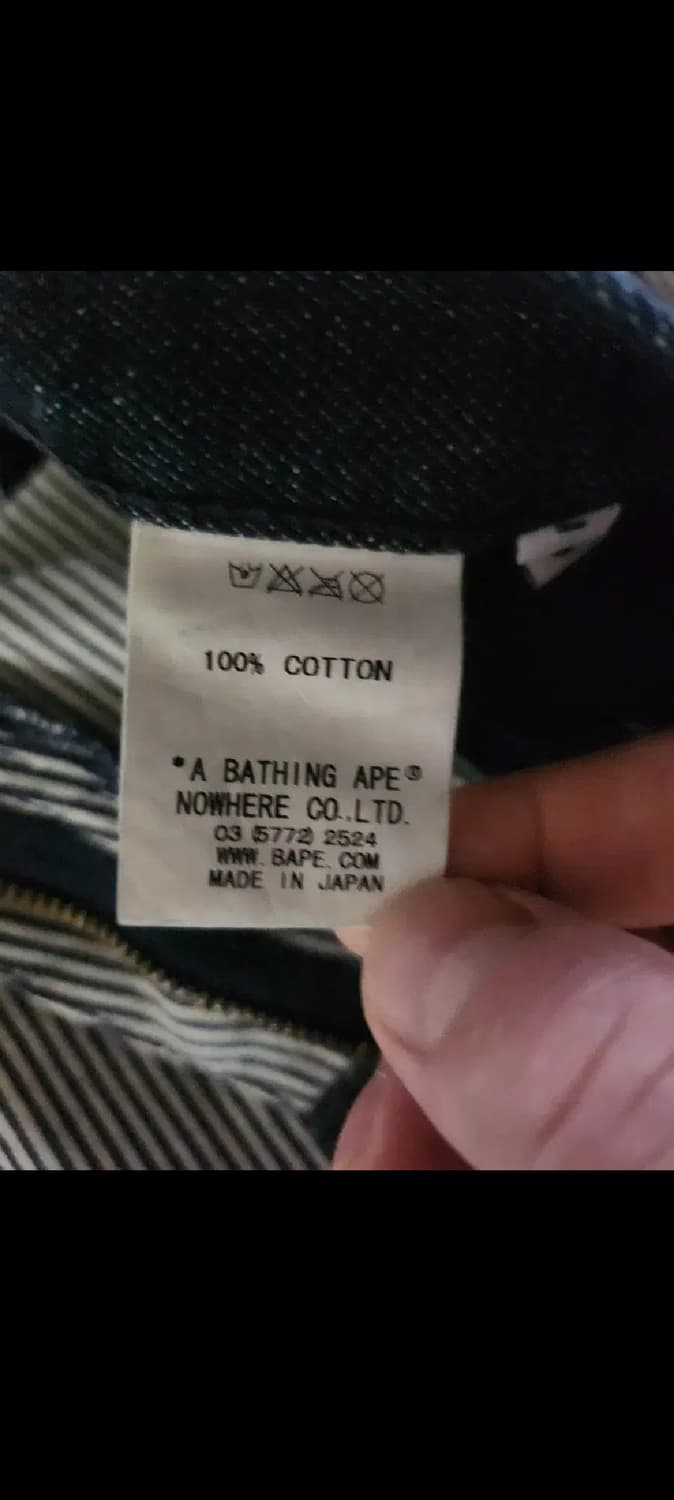 100% COTTON
*A BATHING APE®
NOWHERE CO.,LTD.
03 (5772) 2524
WWW. BAPE. COM
MADE IN JAPAN